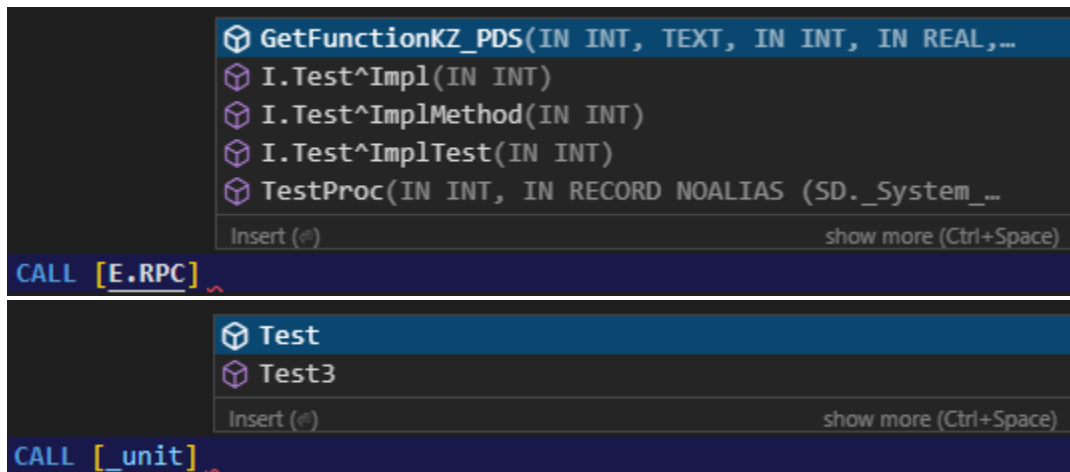 GetFunctionKZ_PDS(IN INT, TEXT, IN INT, IN REAL,…
I.Test^Impl(IN INT)
I.Test^ImplMethod(IN INT)
I.Test^ImplTest(IN INT)
TestProc(IN INT, IN RECORD NOALIAS (SD._System_…
Insert (⏎) show more (Ctrl+Space)
CALL [E.RPC]
Test
Test3
Insert (⏎) show more (Ctrl+Space)
CALL [_unit]